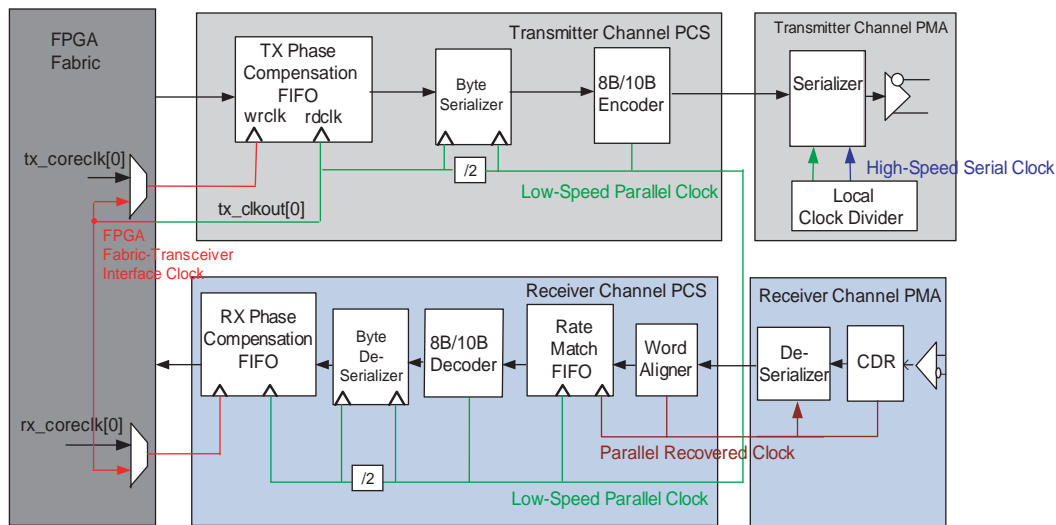 FPGA
Fabric
Transmitter Channel PCS
Transmitter Channel PMA
TX Phase
Compensation
FIFO
wrclk
rdclk
Byte
Serializer
8B/10B
Encoder
Serializer
tx_coreclk[0]
/2
High-Speed Serial Clock
Low-Speed Parallel Clock
Local
Clock Divider
tx_clkout[0]
FPGA
Fabric-Transceiver
Interface Clock
Receiver Channel PCS
Receiver Channel PMA
RX Phase
Compensation
FIFO
Byte
De-
Serializer
8B/10B
Decoder
Rate
Match
FIFO
Word
Aligner
De-
Serializer
CDR
rx_coreclk[0]
Parallel Recovered Clock
/2
Low-Speed Parallel Clock